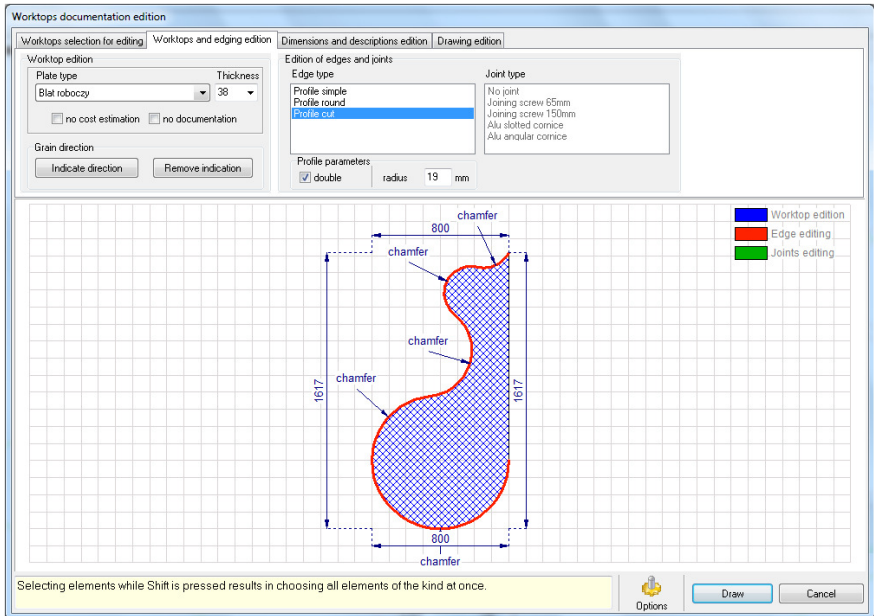 Worktops documentation edition
Worktops selection for editing
Worktops and edging edition
Dimensions and descriptions edition
Drawing edition
Worktop edition
Plate type
Thickness
Blat roboczy
38
no cost estimation
no documentation
Grain direction
Indicate direction
Remove indication
Edition of edges and joints
Edge type
Profile simple
Profile round
Profile cut
Joint type
No joint
Joining screw 65mm
Joining screw 150mm
Alu slotted cornice
Alu angular cornice
Profile parameters
double
radius
19
mm
Worktop edition
Edge editing
Joints editing
chamfer
800
chamfer
chamfer
chamfer
1617
1617
800
chamfer
Selecting elements while Shift is pressed results in choosing all elements of the kind at once.
Options
Draw
Cancel